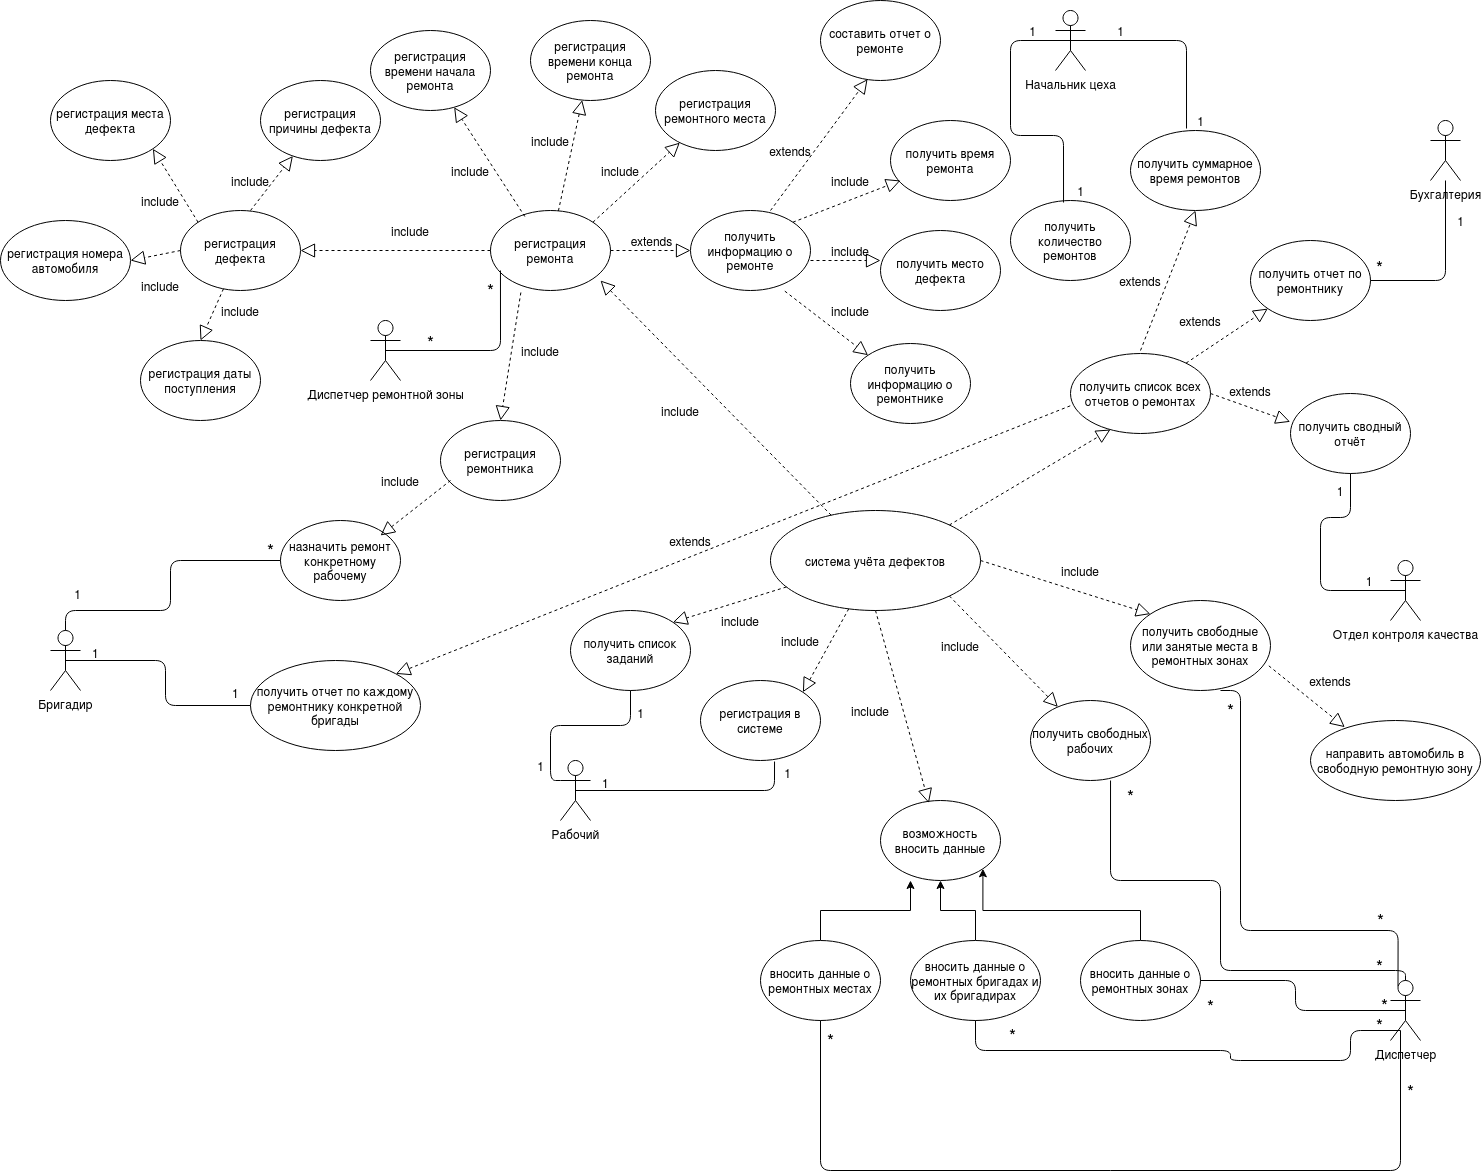 составить отчет о
ремонте
1
1
Начальник цеха
регистрация
времени начала
ремонта
регистрация
времени конца
ремонта
регистрация
ремонтного места
регистрация места
дефекта
регистрация
причины дефекта
include
include
include
include
include
extends
получить время
ремонта
include
1
получить суммарное
время ремонтов
1
Бухгалтерия
1
регистрация номера
автомобиля
include
регистрация
дефекта
include
регистрация
ремонта
extends
получить
информацию о
ремонте
include
получить место
дефекта
1
получить
количество
ремонтов
extends
получить отчет по
ремонтнику
*
include
регистрация даты
поступления
*
*
Диспетчер ремонтной зоны
include
include
получить
информацию о
ремонтнике
extends
получить список всех
отчетов о ремонтах
extends
получить сводный
отчёт
1
include
регистрация
ремонтника
include
назначить ремонт
конкретному
рабочему
*
1
extends
система учёта дефектов
include
1
Отдел контроля качества
1
Бригадир
1
получить отчет по каждому
ремонтнику конкретной
бригады
получить список
заданий
include
include
include
include
получить свободные
или занятые места в
ремонтных зонах
extends
*
направить автомобиль в
свободную ремонтную зону
1
регистрация в
системе
1
1
1
Рабочий
получить свободных
рабочих
*
возможность
вносить данные
*
*
вносить данные о
ремонтных местах
вносить данные о
ремонтных бригадах и
их бригадирах
вносить данные о
ремонтных зонах
*
*
*
*
*
*
Диспетчер
*